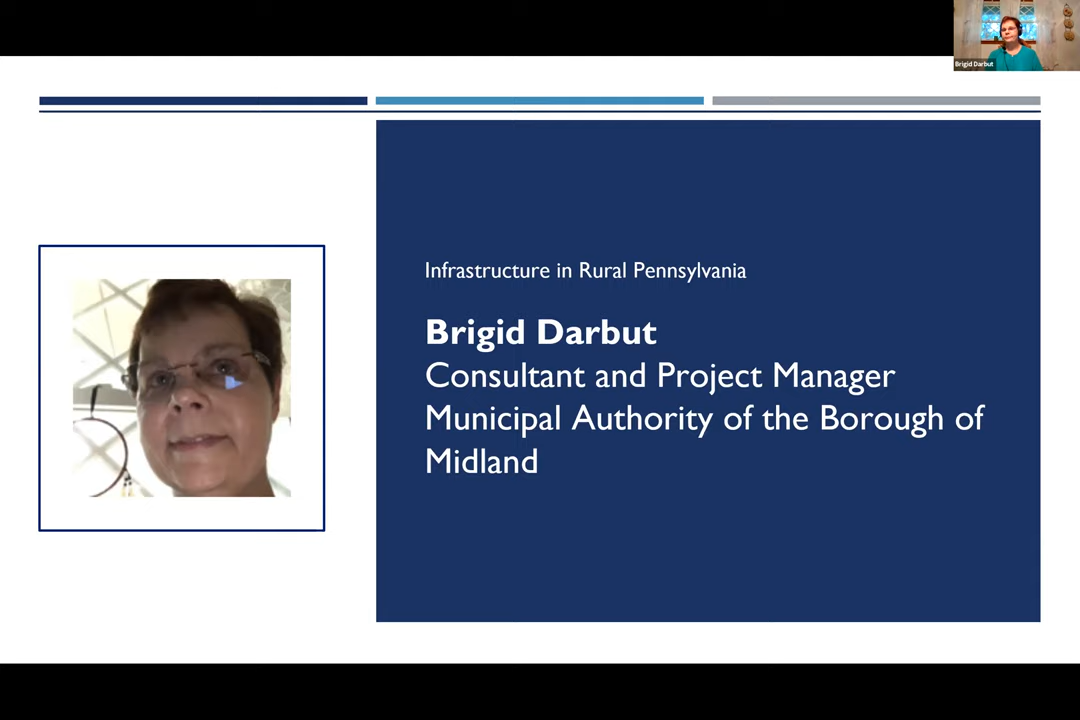 Brigid Darbut
Infrastructure in Rural Pennsylvania
Brigid Darbut
Consultant and Project Manager
Municipal Authority of the Borough of
Midland